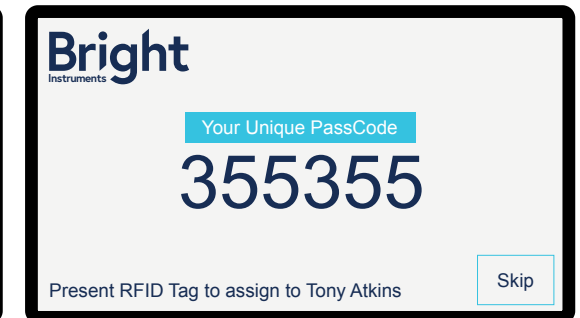 Bright
Instruments
Your Unique PassCode
355355
Present RFID Tag to assign to Tony Atkins
Skip